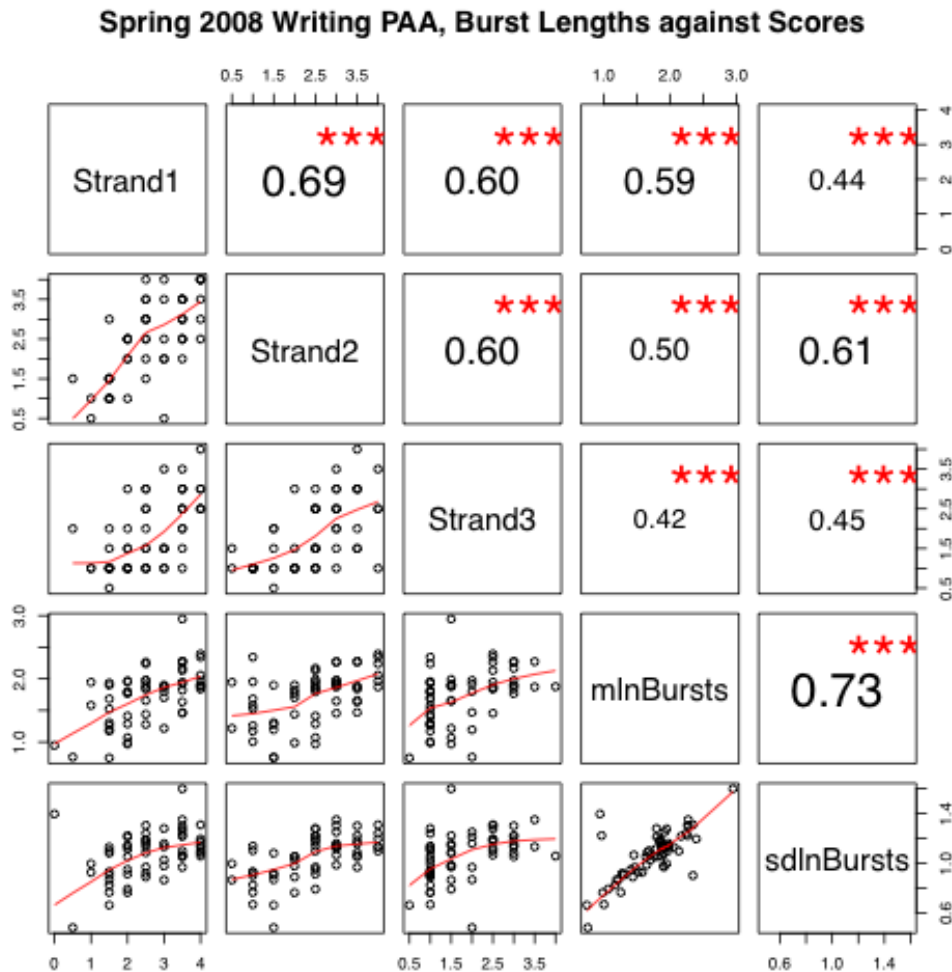 Spring 2008 Writing PAA, Burst Lengths against Scores
0.5 1.5 2.5 3.5 1.0 2.0 3.0
Strand1 *** 0.69 *** 0.60 *** 0.59 *** 0.44 0 1 2 3 4
0.5 1.5 2.5 3.5 Strand2 *** 0.60 *** 0.50 *** 0.61
Strand3 *** 0.42 *** 0.45 0.5 1.5 2.5 3.5
1.0 2.0 3.0 mlnBursts *** 0.73
sdlnBursts 0.6 1.0 1.4
0 1 2 3 4 0.5 1.5 2.5 3.5 0.6 1.0 1.4